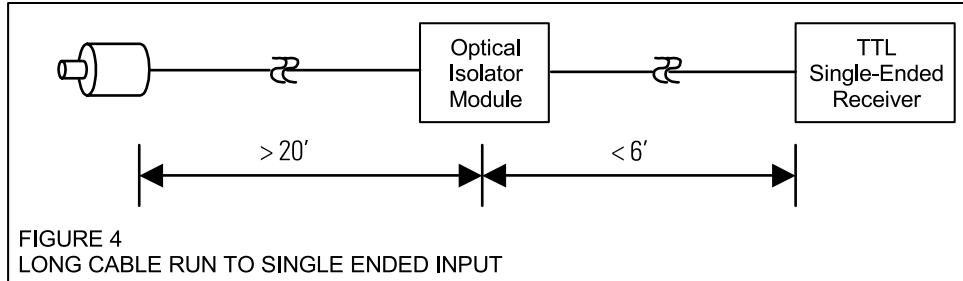 Optical
Isolator
Module
TTL
Single-Ended
Receiver
> 20′
< 6′
FIGURE 4
LONG CABLE RUN TO SINGLE ENDED INPUT